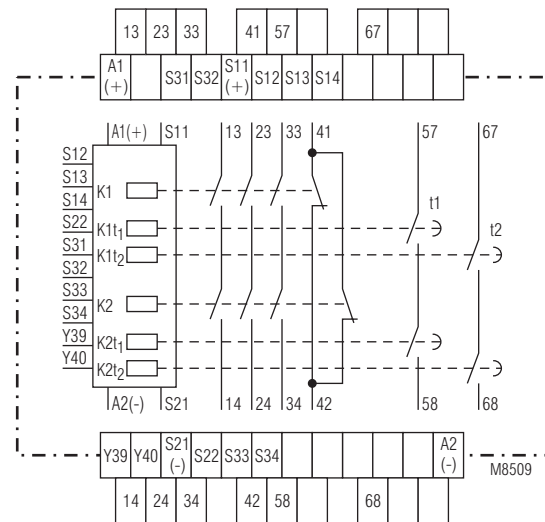 13 23 33 41 57 67
A1 (+) S31 S32 S11 (+) S12 S13 S14
A1(+) S11 13 23 33 41 57 67
S12
S13
K1
S14
t1
S22
K1t1
t2
S31
K1t2
S32
S33
K2
S34
Y39
K2t1
Y40
K2t2
A2(-) S21 14 24 34 42 58 68
Y39 Y40 S21 (-) S22 S33 S34 A2 (-)
M8509
14 24 34 42 58 68